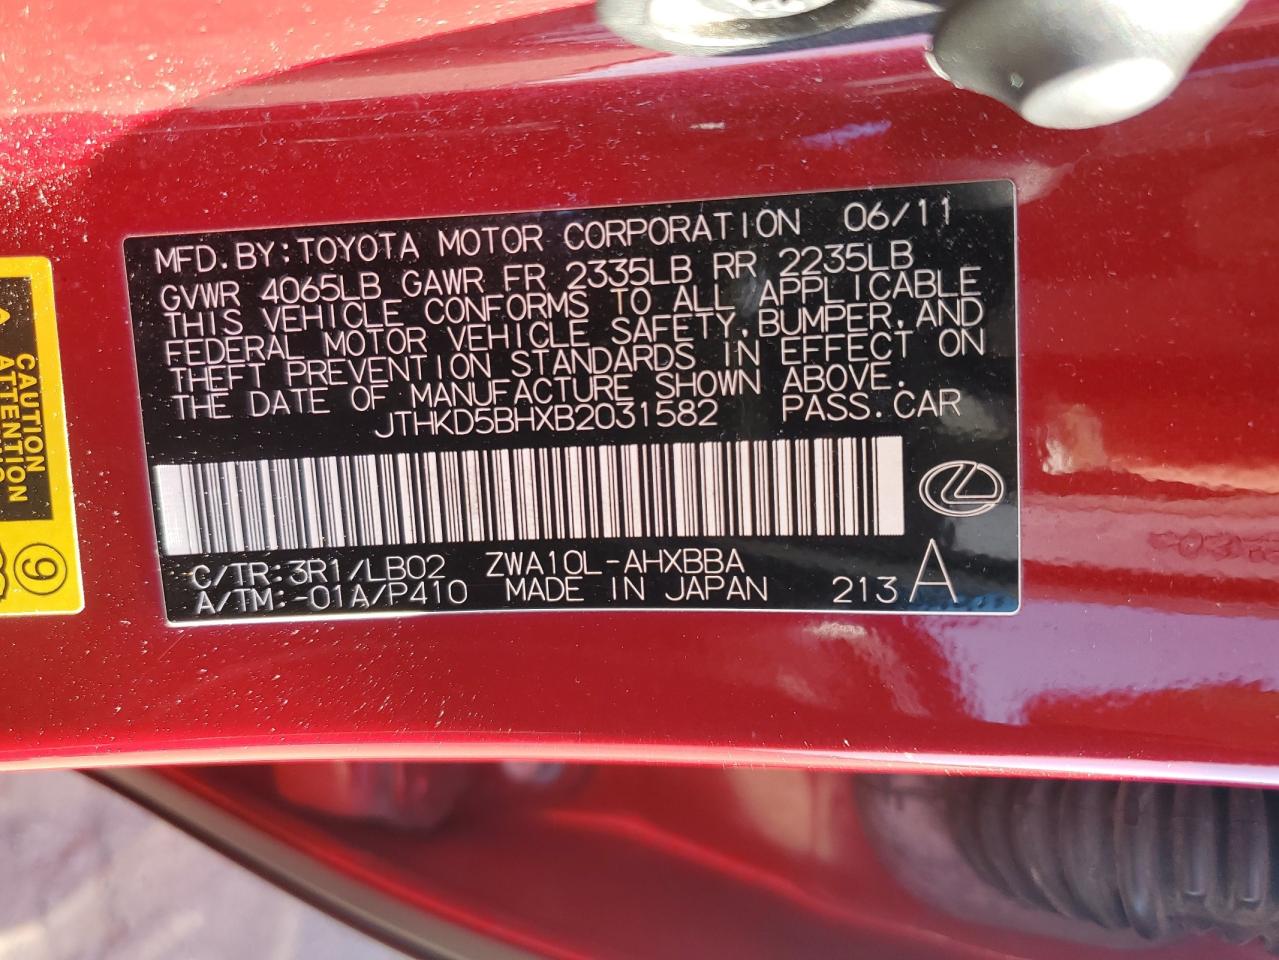 MFD.BY:TOYOTA MOTOR CORPORATION 06/11
GVWR 4065LB GAWR FR 2335LB RR 2235LB
THIS VEHICLE CONFORMS TO ALL APPLICABLE
FEDERAL MOTOR VEHICLE SAFETY,BUMPER,AND
THEFT PREVENTION STANDARDS IN EFFECT ON
THE DATE OF MANUFACTURE SHOWN ABOVE.
JTHKD5BHXB2031582 PASS.CAR
C/TR:3R1/LB02 ZWA10L-AHXBBA
A/TM:-01A/P410 MADE IN JAPAN 213 A
CAUTION
ATTENTION
9